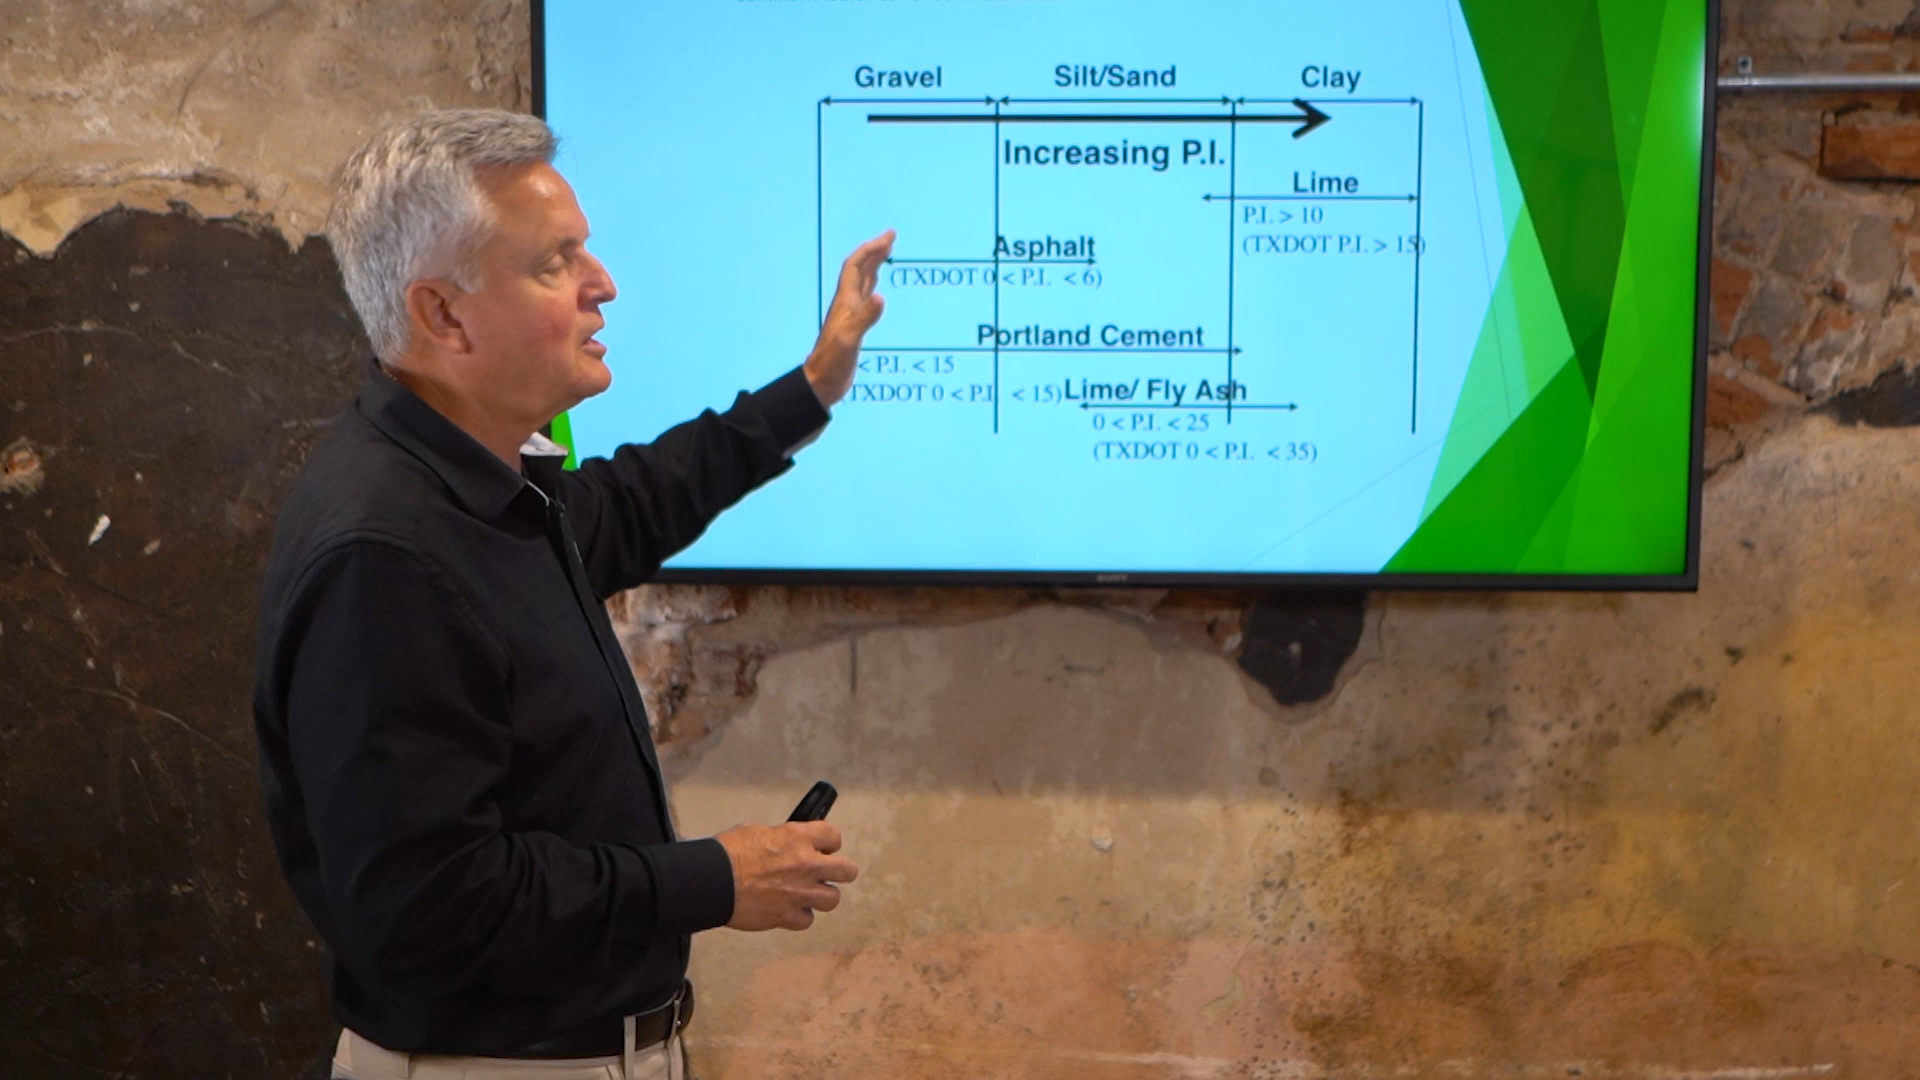 Gravel Silt/Sand Clay
Increasing P.I.
Lime
P.I. > 10
(TXDOT P.I. > 15)
Asphalt
(TXDOT 0 < P.I. < 6)
Portland Cement
< P.I. < 15
(TXDOT 0 < P.I. < 15)
Lime/ Fly Ash
0 < P.I. < 25
(TXDOT 0 < P.I. < 35)
SONY